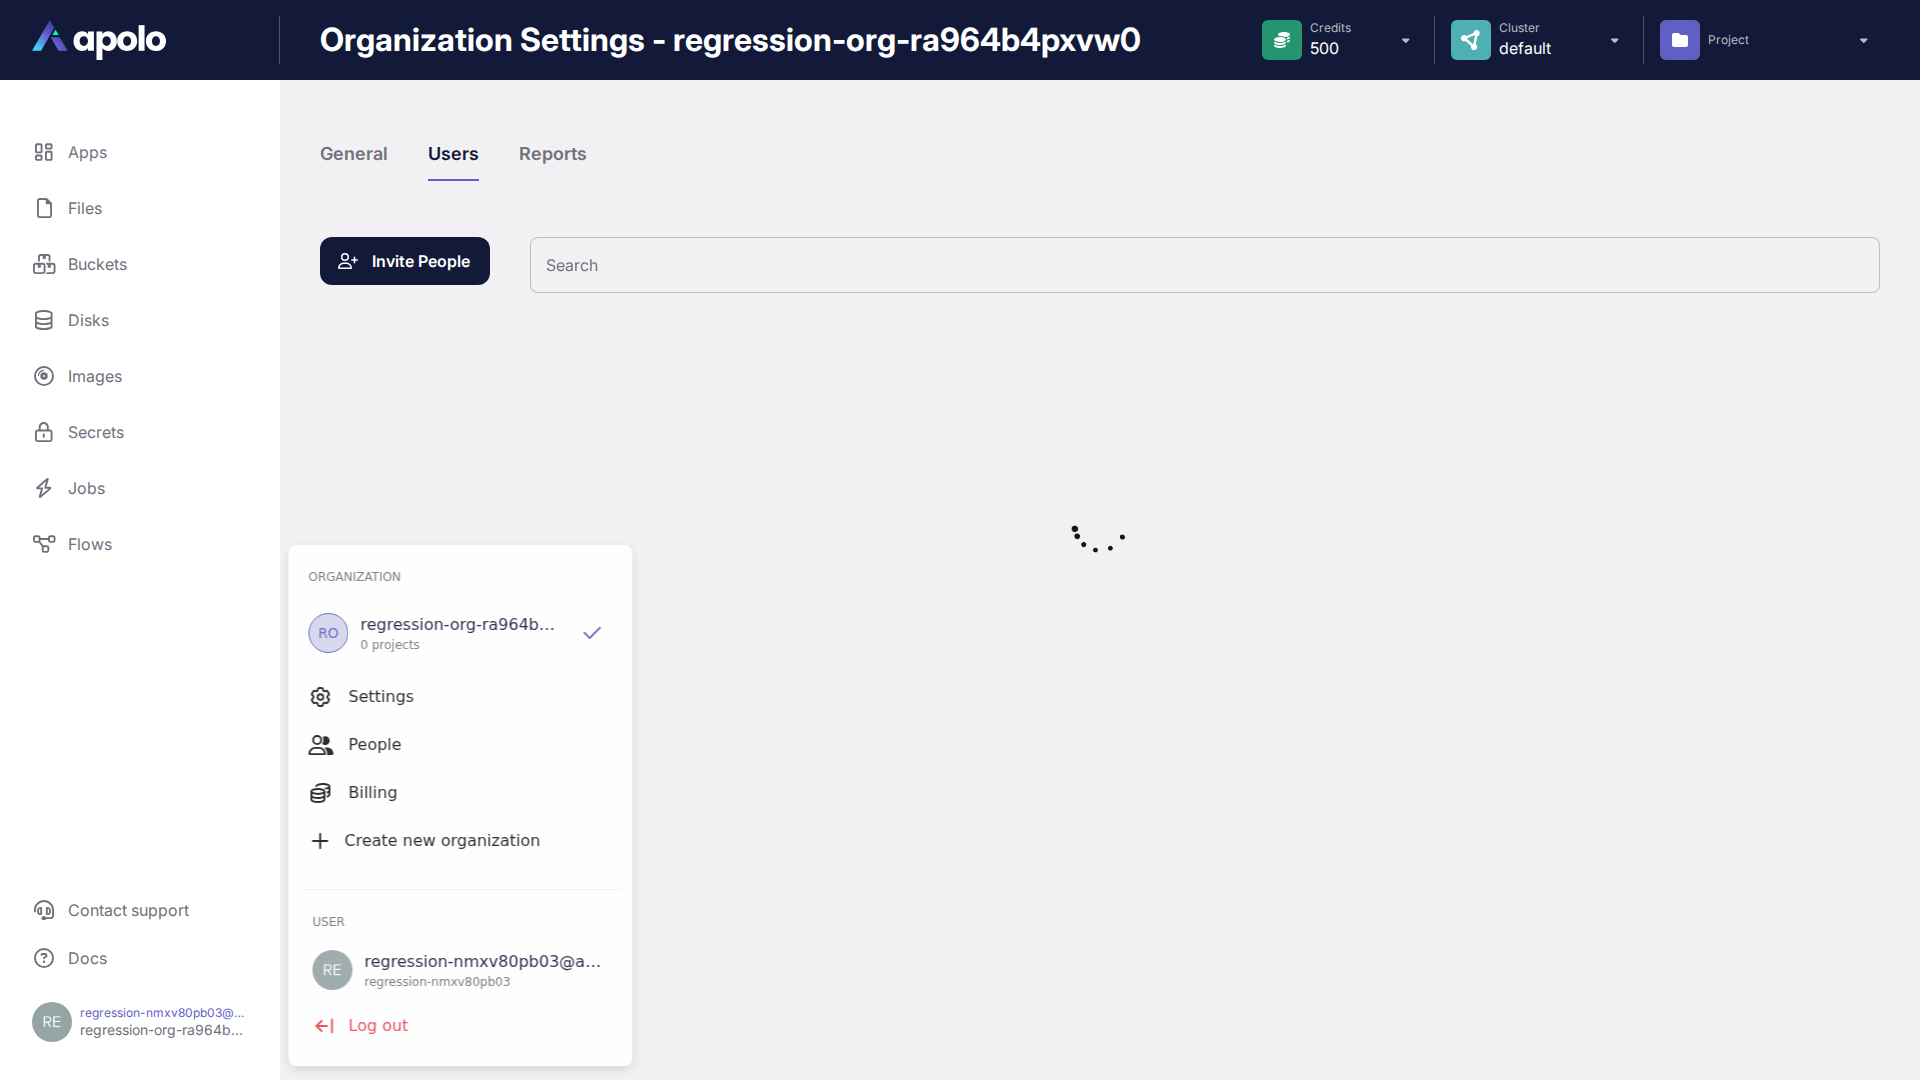 apolo
Organization Settings - regression-org-ra964b4pxvw0
Credits
500
Cluster
default
Project
Apps
Files
Buckets
Disks
Images
Secrets
Jobs
Flows
Contact support
Docs
RE
regression-nmxv80pb03@...
regression-org-ra964b...
General
Users
Reports
Invite People
Search
ORGANIZATION
RO
regression-org-ra964b...
0 projects
Settings
People
Billing
Create new organization
USER
RE
regression-nmxv80pb03@a...
regression-nmxv80pb03
Log out